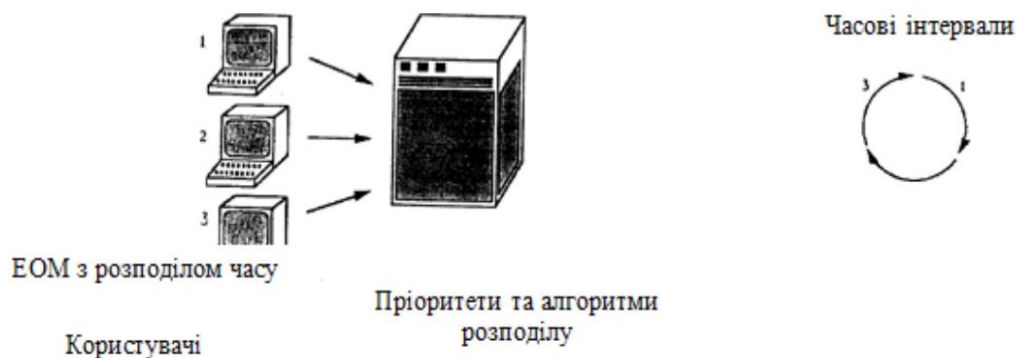 Часові інтервали
1
3
1
2
3
ЕОМ з розподілом часу
Пріоритети та алгоритми
розподілу
Користувачі